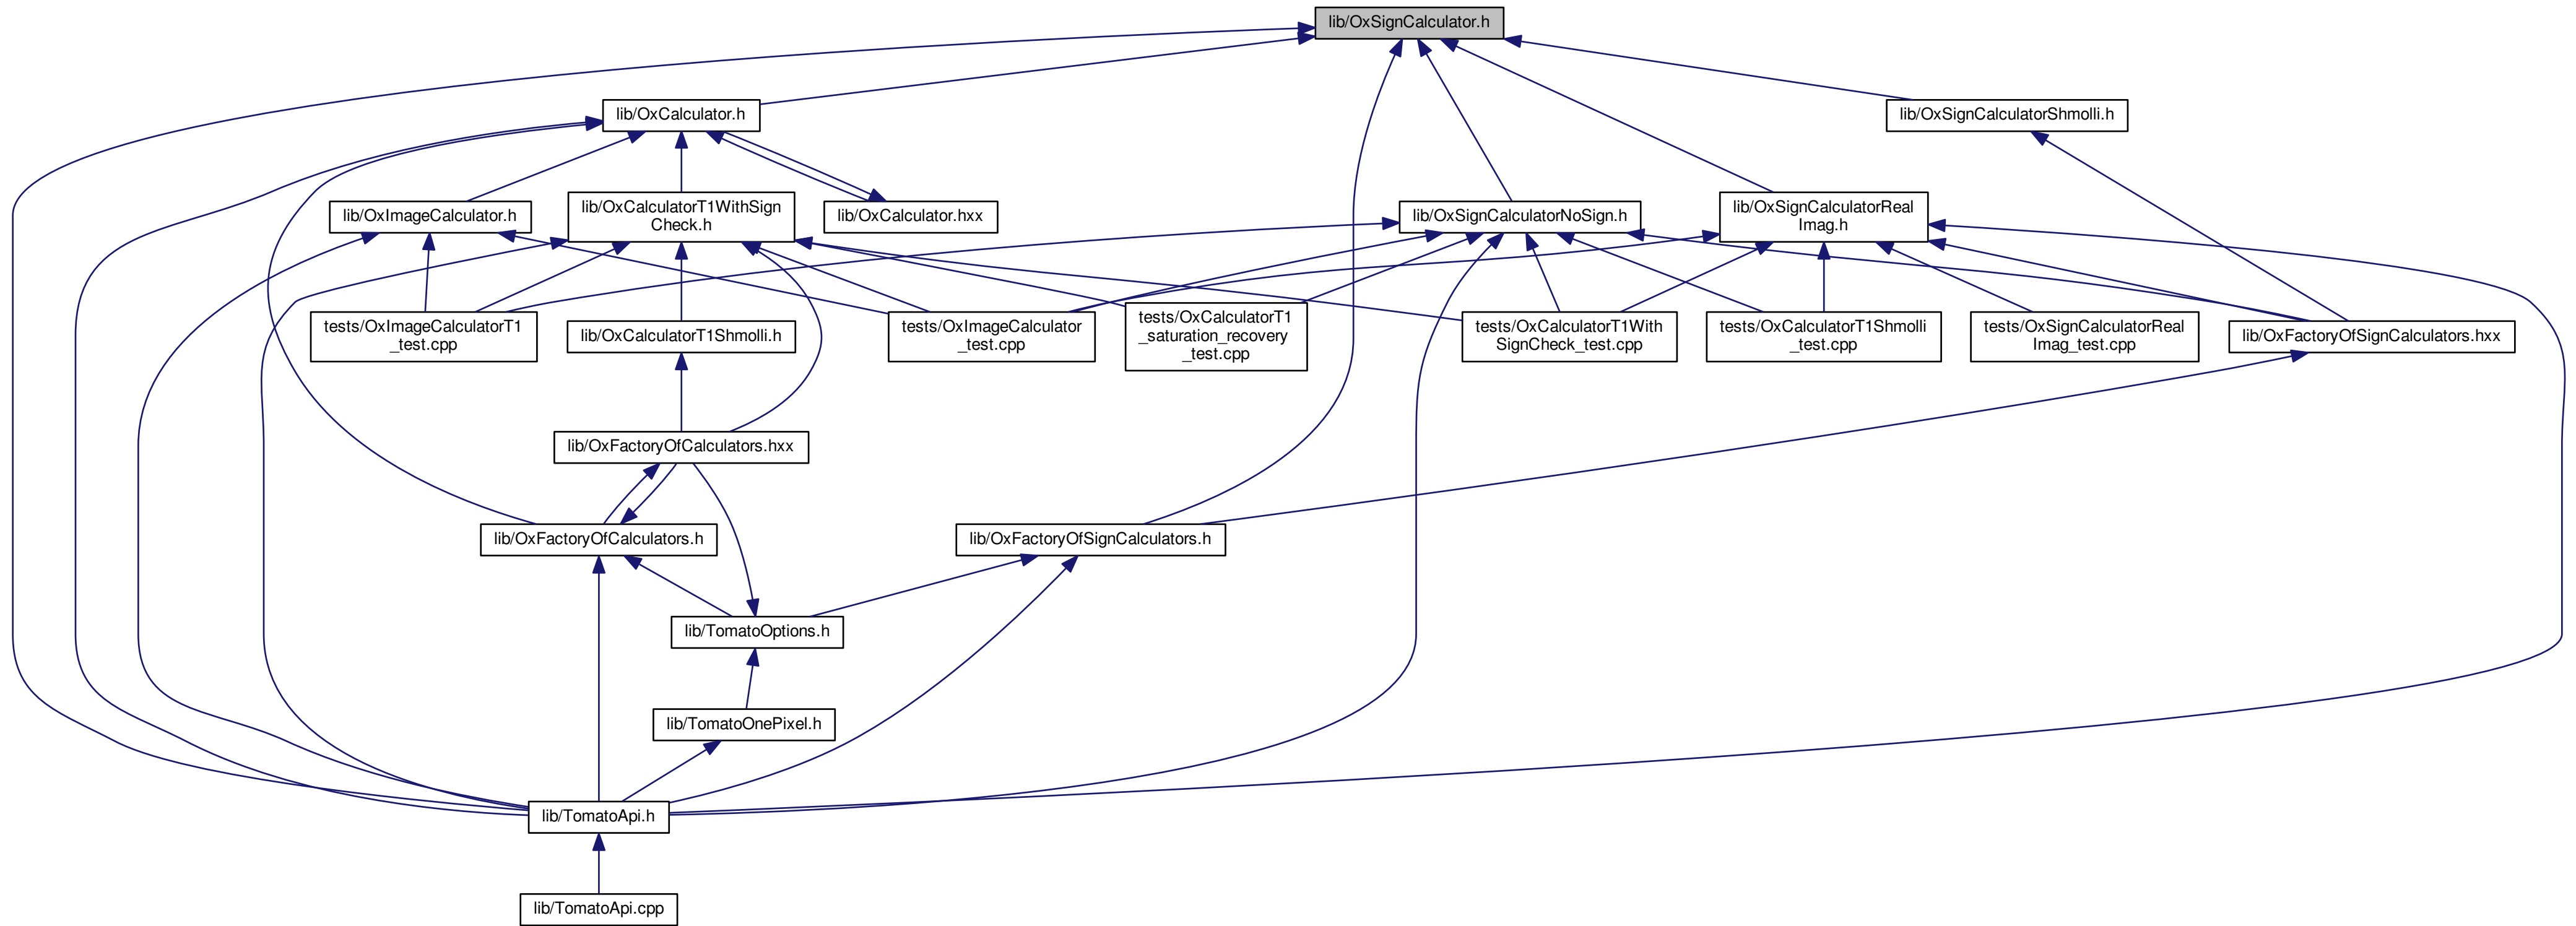 lib/OxSignCalculator.h
lib/OxCalculator.h
lib/OxSignCalculatorShmolli.h
lib/OxImageCalculator.h
lib/OxCalculatorT1WithSign
Check.h
lib/OxCalculator.hxx
lib/OxSignCalculatorNoSign.h
lib/OxSignCalculatorReal
Imag.h
tests/OxImageCalculatorT1
_test.cpp
lib/OxCalculatorT1Shmolli.h
tests/OxImageCalculator
_test.cpp
tests/OxCalculatorT1
_saturation_recovery
_test.cpp
tests/OxCalculatorT1With
SignCheck_test.cpp
tests/OxCalculatorT1Shmolli
_test.cpp
tests/OxSignCalculatorReal
Imag_test.cpp
lib/OxFactoryOfSignCalculators.hxx
lib/OxFactoryOfCalculators.hxx
lib/OxFactoryOfCalculators.h
lib/OxFactoryOfSignCalculators.h
lib/TomatoOptions.h
lib/TomatoOnePixel.h
lib/TomatoApi.h
lib/TomatoApi.cpp